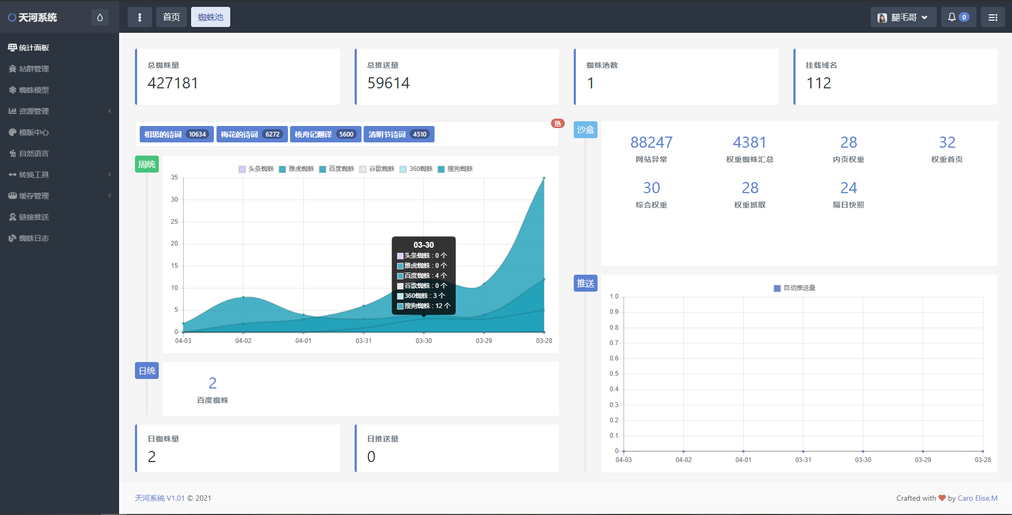 天河系统
首页
蜘蛛池
腿毛哥
0
统计面板
站群管理
蜘蛛模型
资源管理
模版中心
自然语言
转换工具
缓存管理
链接推送
蜘蛛日志
总蜘蛛量
427181
总推送量
59614
蜘蛛池数
1
挂载域名
112
相思的诗词 10634
梅花的诗词 6272
核舟记翻译 5600
清明节诗词 4510
热
周统
头条蜘蛛 搜狗蜘蛛 百度蜘蛛 谷歌蜘蛛 360蜘蛛
35
30
25
20
15
10
5
0
03-30
头条蜘蛛 : 0 个
百度蜘蛛 : 4 个
谷歌蜘蛛 : 0 个
360蜘蛛 : 3 个
搜狗蜘蛛 : 12 个
04-03 04-02 04-01 03-31 03-30 03-29 03-28
日统
2
百度蜘蛛
日蜘蛛量
2
日推送量
0
沙盒
88247
网站异常
4381
权重蜘蛛汇总
28
内页权重
32
权重首页
30
综合权重
28
权重抓取
24
隔日快照
推送
自动推送量
1.0
0.9
0.8
0.7
0.6
0.5
0.4
0.3
0.2
0.1
0
04-03 04-02 04-01 03-31 03-30 03-29 03-28
天河系统 V1.01 © 2021
Crafted with ❤ by Caro Elise.M